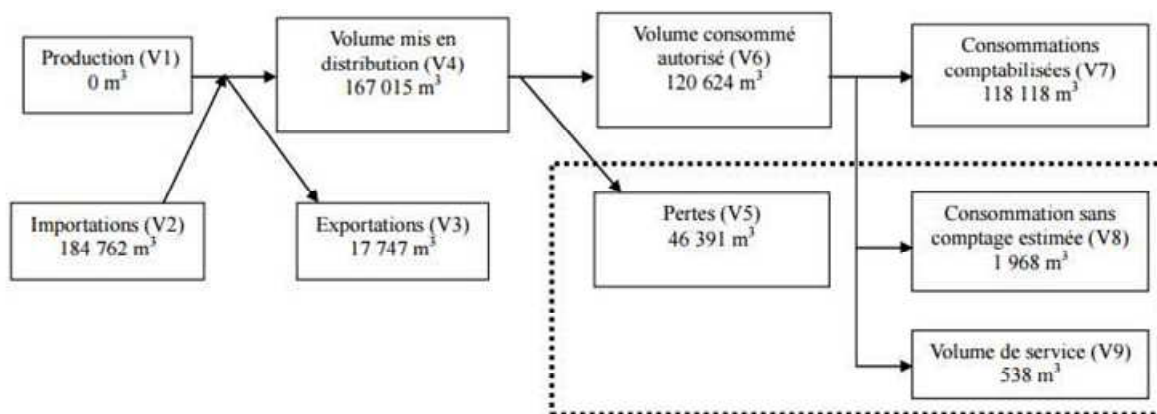 Production (V1)
0 m³
Volume mis en
distribution (V4)
167 015 m³
Volume consommé
autorisé (V6)
120 624 m³
Consommations
comptabilisées (V7)
118 118 m³
Importations (V2)
184 762 m³
Exportations (V3)
17 747 m³
Pertes (V5)
46 391 m³
Consommation sans
comptage estimée (V8)
1 968 m³
Volume de service (V9)
538 m³